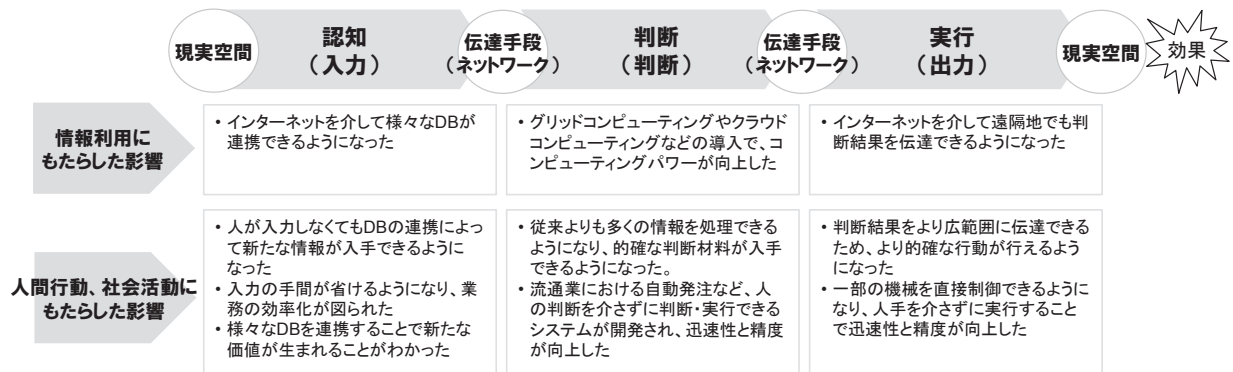 現実空間
認知
（入力）
伝達手段
（ネットワーク）
判断
（判断）
伝達手段
（ネットワーク）
実行
（出力）
現実空間
効果
情報利用に
もたらした影響
・インターネットを介して様々なDBが
連携できるようになった
・グリッドコンピューティングやクラウド
コンピューティングなどの導入で、コ
ンピューティングパワーが向上した
・インターネットを介して遠隔地でも判
断結果を伝達できるようになった
人間行動、社会活動に
もたらした影響
・人が入力しなくてもDBの連携によっ
て新たな情報が入手できるように
なった
・入力の手間が省けるようになり、業
務の効率化が図られた
・様々なDBを連携することで新たな
価値が生まれることがわかった
・従来よりも多くの情報を処理できる
ようになり、的確な判断材料が入手
できるようになった。
・流通業における自動発注など、人
の判断を介さずに判断・実行できる
システムが開発され、迅速性と精度
が向上した
・判断結果をより広範囲に伝達できる
ため、より的確な行動が行えるよう
になった
・一部の機械を直接制御できるように
なり、人手を介さずに実行すること
で迅速性と精度が向上した